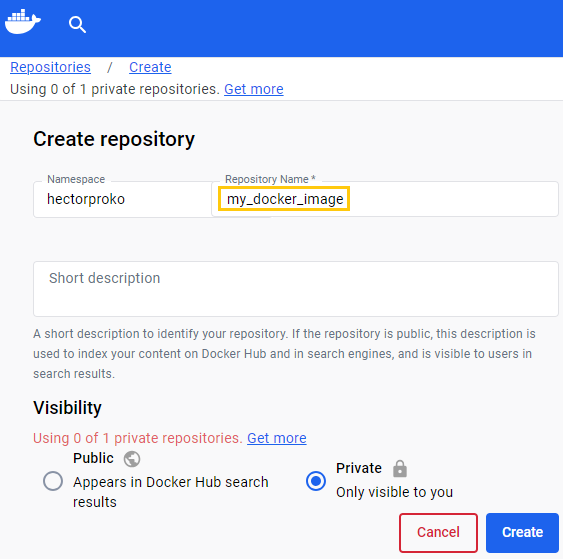 Repositories / Create
Using 0 of 1 private repositories. Get more
Create repository
Namespace
hectorproko
Repository Name *
my_docker_image
Short description
A short description to identify your repository. If the repository is public, this description is
used to index your content on Docker Hub and in search engines, and is visible to users in
search results.
Visibility
Using 0 of 1 private repositories. Get more
Public
Appears in Docker Hub search
results
Private
Only visible to you
Cancel
Create